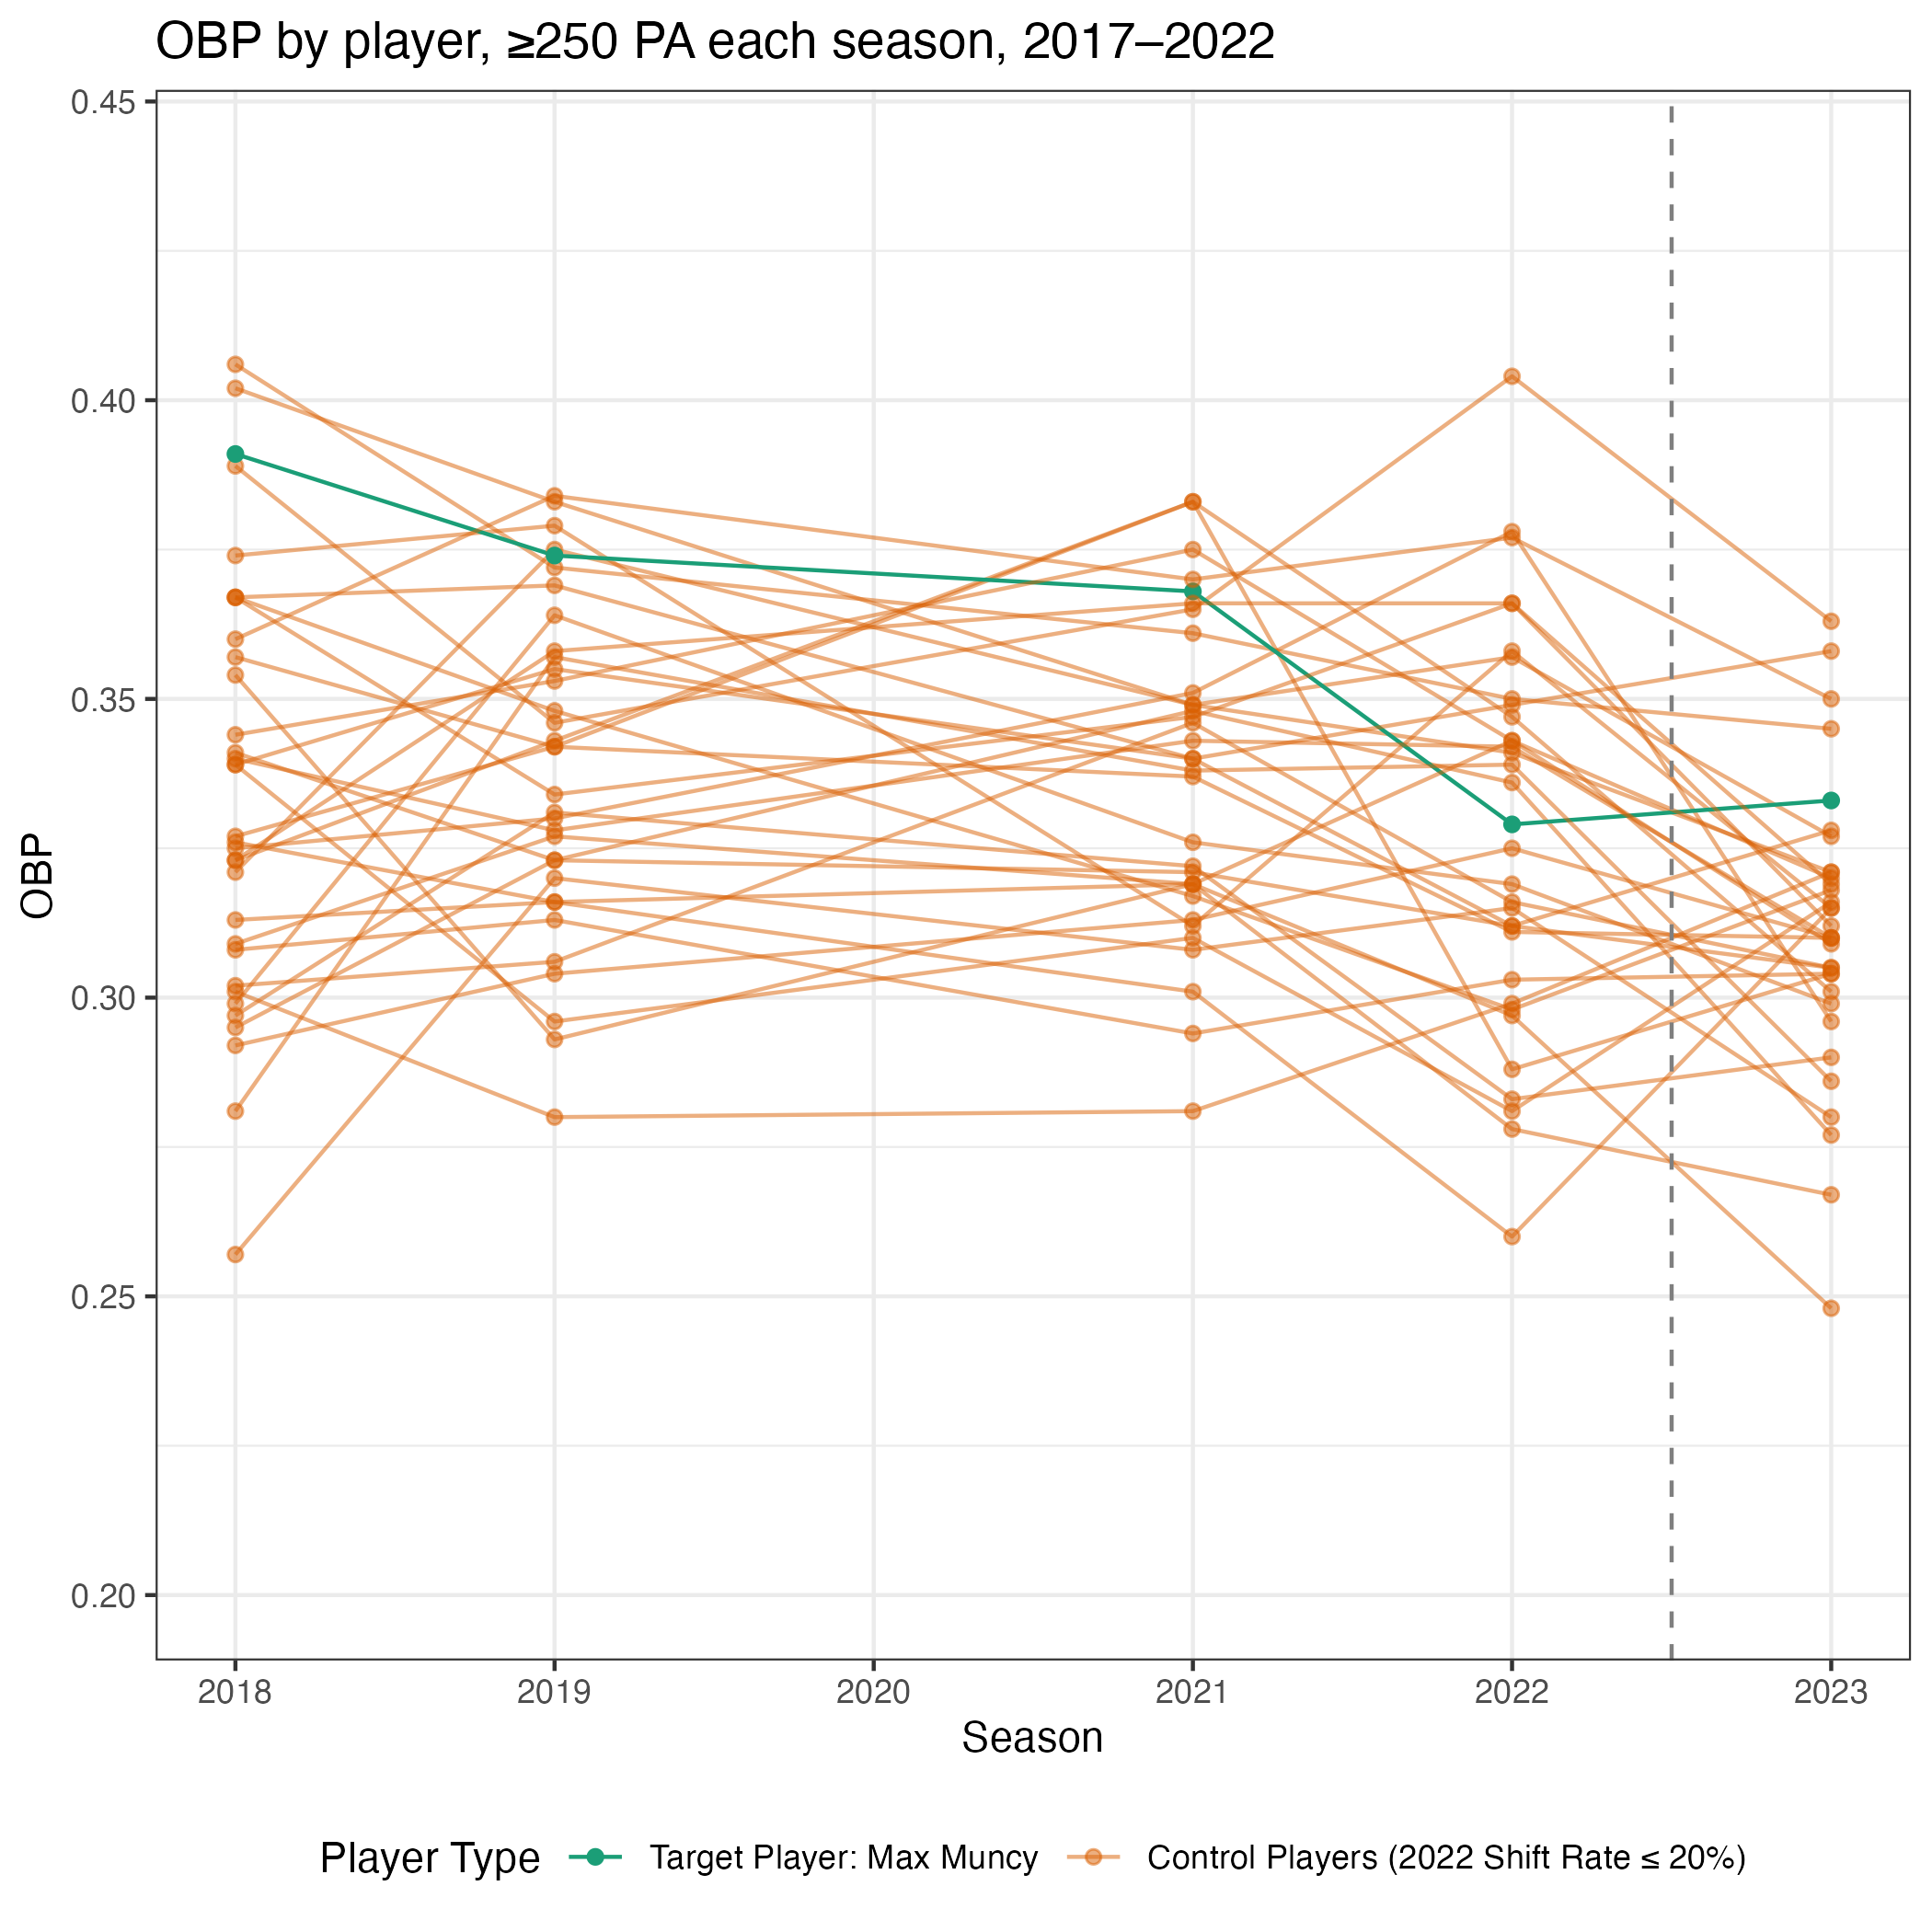 OBP by player, ≥250 PA each season, 2017–2022
0.45
0.40
0.35
0.30
0.25
0.20
OBP
2018 2019 2020 2021 2022 2023
Season
Player Type Target Player: Max Muncy Control Players (2022 Shift Rate ≤ 20%)